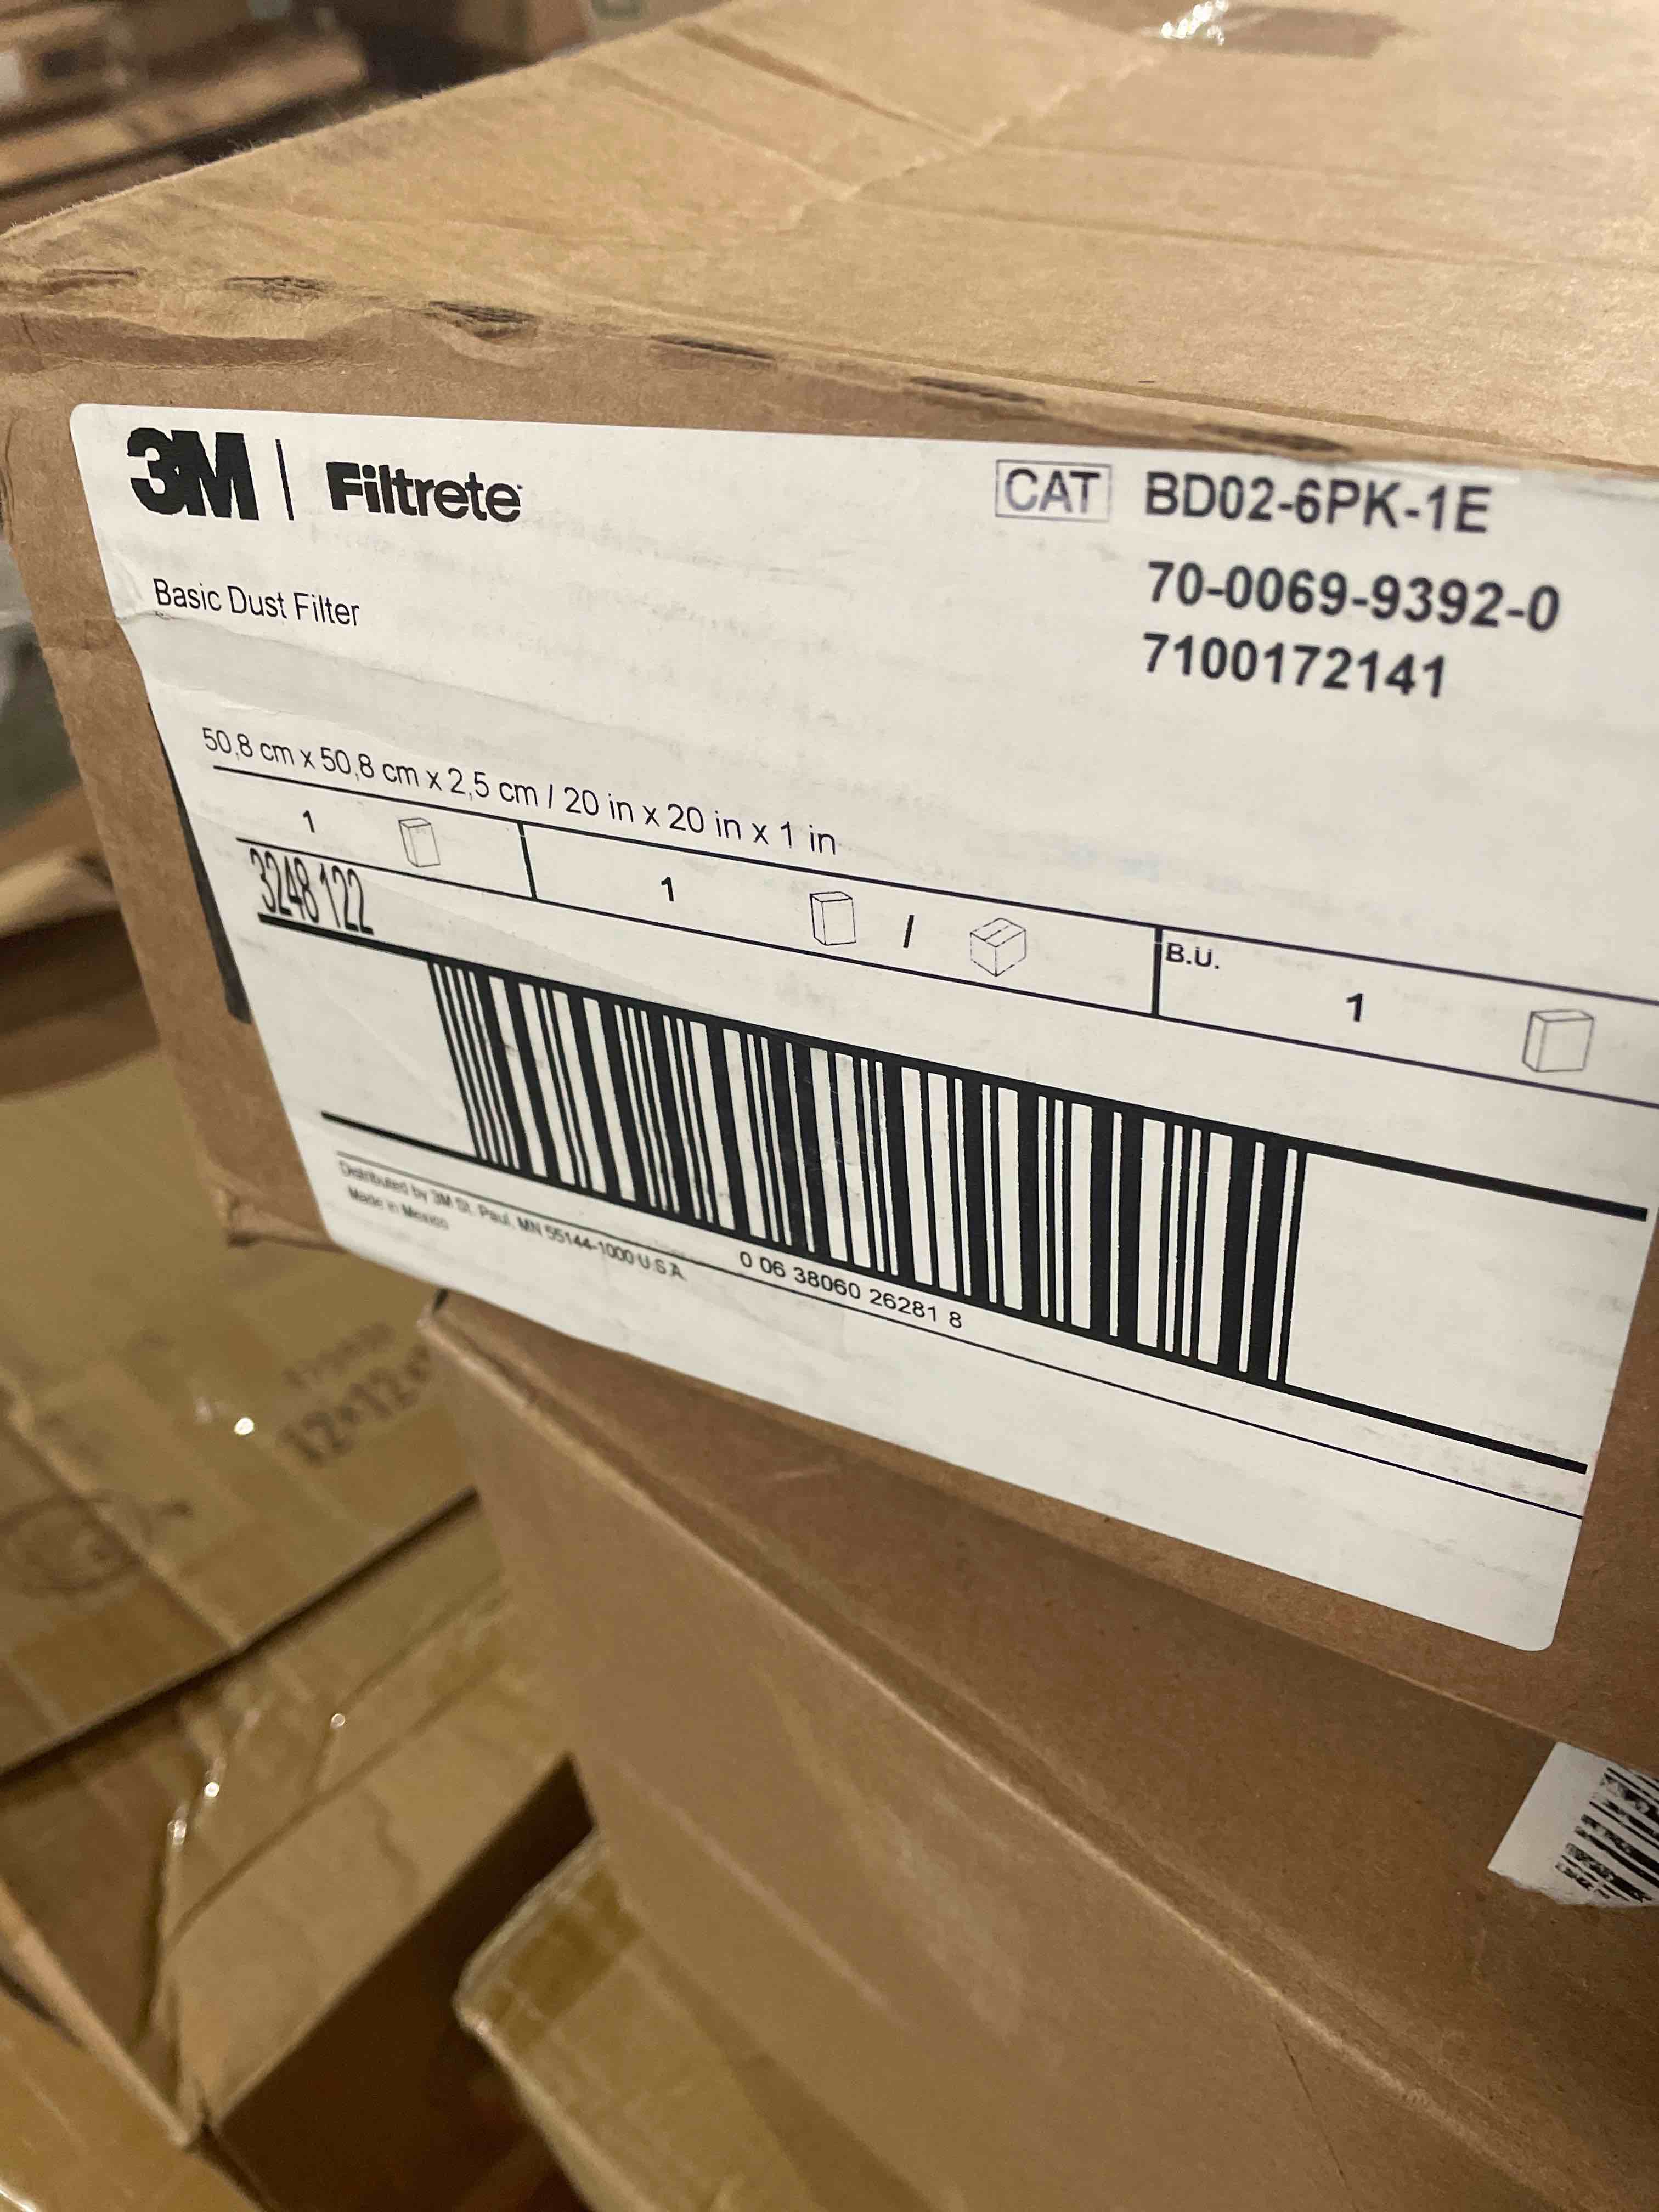 3M | Filtrete
CAT BD02-6PK-1E
70-0069-9392-0
7100172141
Basic Dust Filter
50,8 cm x 50,8 cm x 2,5 cm / 20 in x 20 in x 1 in
1
1 /
B.U.
1
3248 122
Distributed by 3M St. Paul, MN 55144-1000 U.S.A.
Made in Mexico
0 06 38060 26281 8